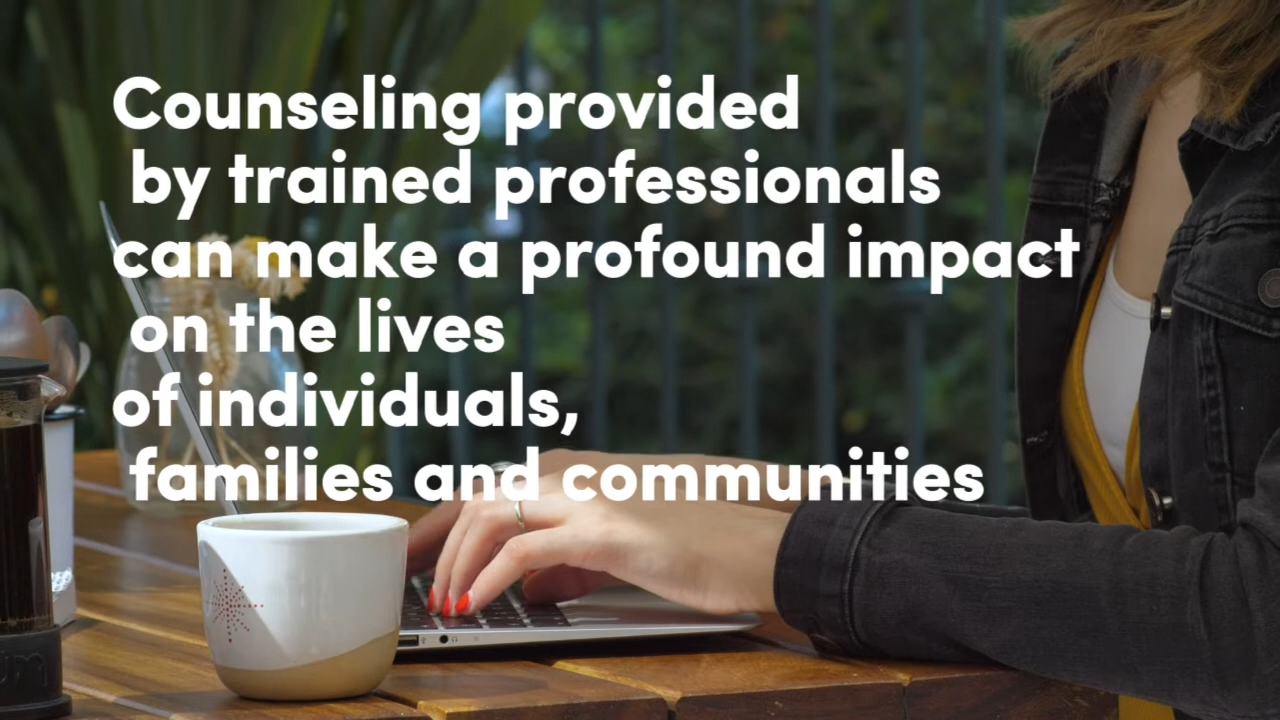 Counseling provided
by trained professionals
can make a profound impact
on the lives
of individuals,
families and communities